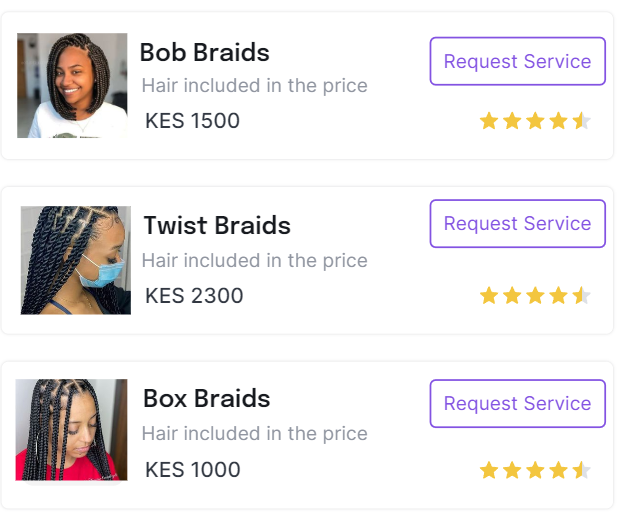 Bob Braids
Request Service
Hair included in the price
KES 1500
Twist Braids
Request Service
Hair included in the price
KES 2300
Box Braids
Request Service
Hair included in the price
KES 1000